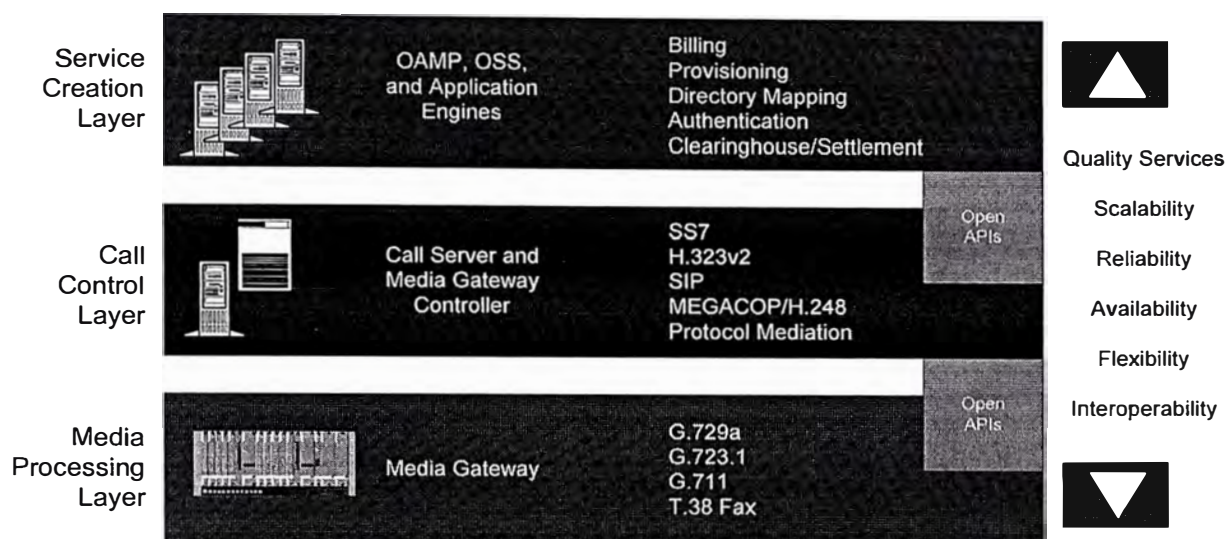 Service
Creation
Layer
OAMP, OSS,
and Application
Engines
Billing
Provisioning
Directory Mapping
Authentication
Clearinghouse/Settlement
Open
APIs
Call
Control
Layer
Call Server and
Media Gateway
Controller
SS7
H.323v2
SIP
MEGACOP/H.248
Protocol Mediation
Open
APIs
Media
Processing
Layer
Media Gateway
G.729a
G.723.1
G.711
T.38 Fax
Quality Services
Scalability
Reliability
Availability
Flexibility
Interoperability